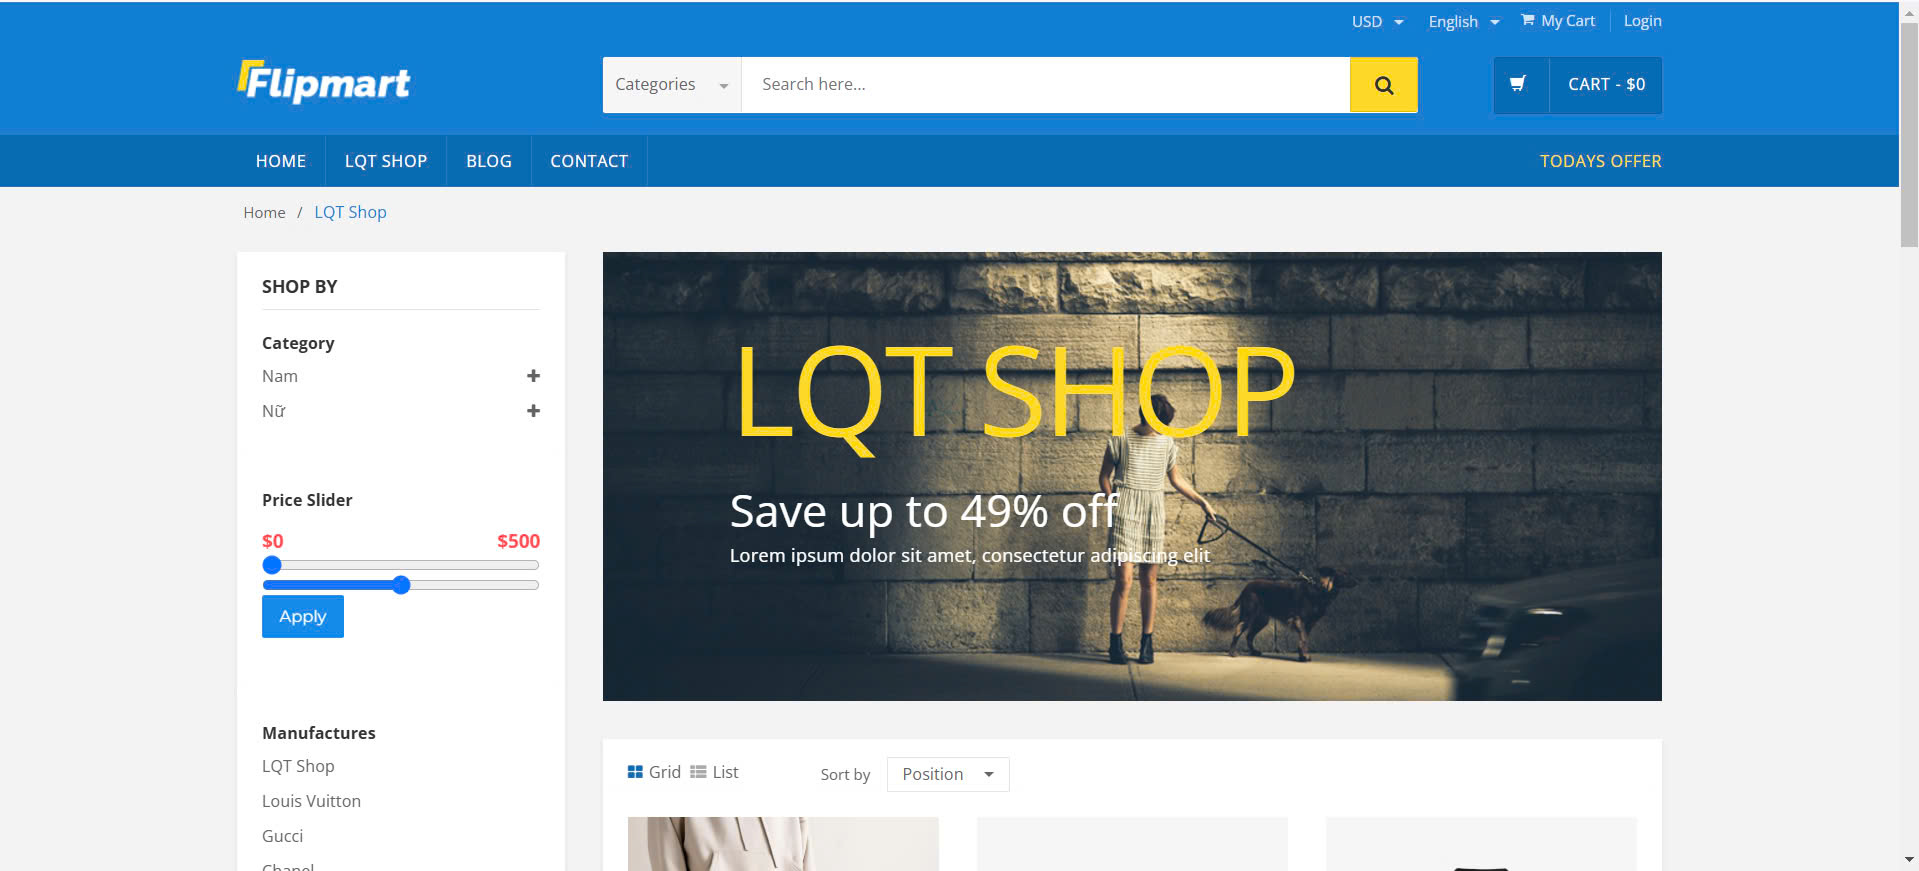 USD English My Cart Login
Flipmart
Categories Search here... CART - $0
HOME LQT SHOP BLOG CONTACT TODAYS OFFER
Home / LQT Shop
SHOP BY
Category
Nam
Nữ
Price Slider
$0 $500
Apply
Manufactures
LQT Shop
Louis Vuitton
Gucci
Chanel
LQT SHOP
Save up to 49% off
Lorem ipsum dolor sit amet, consectetur adipiscing elit
Grid List Sort by Position